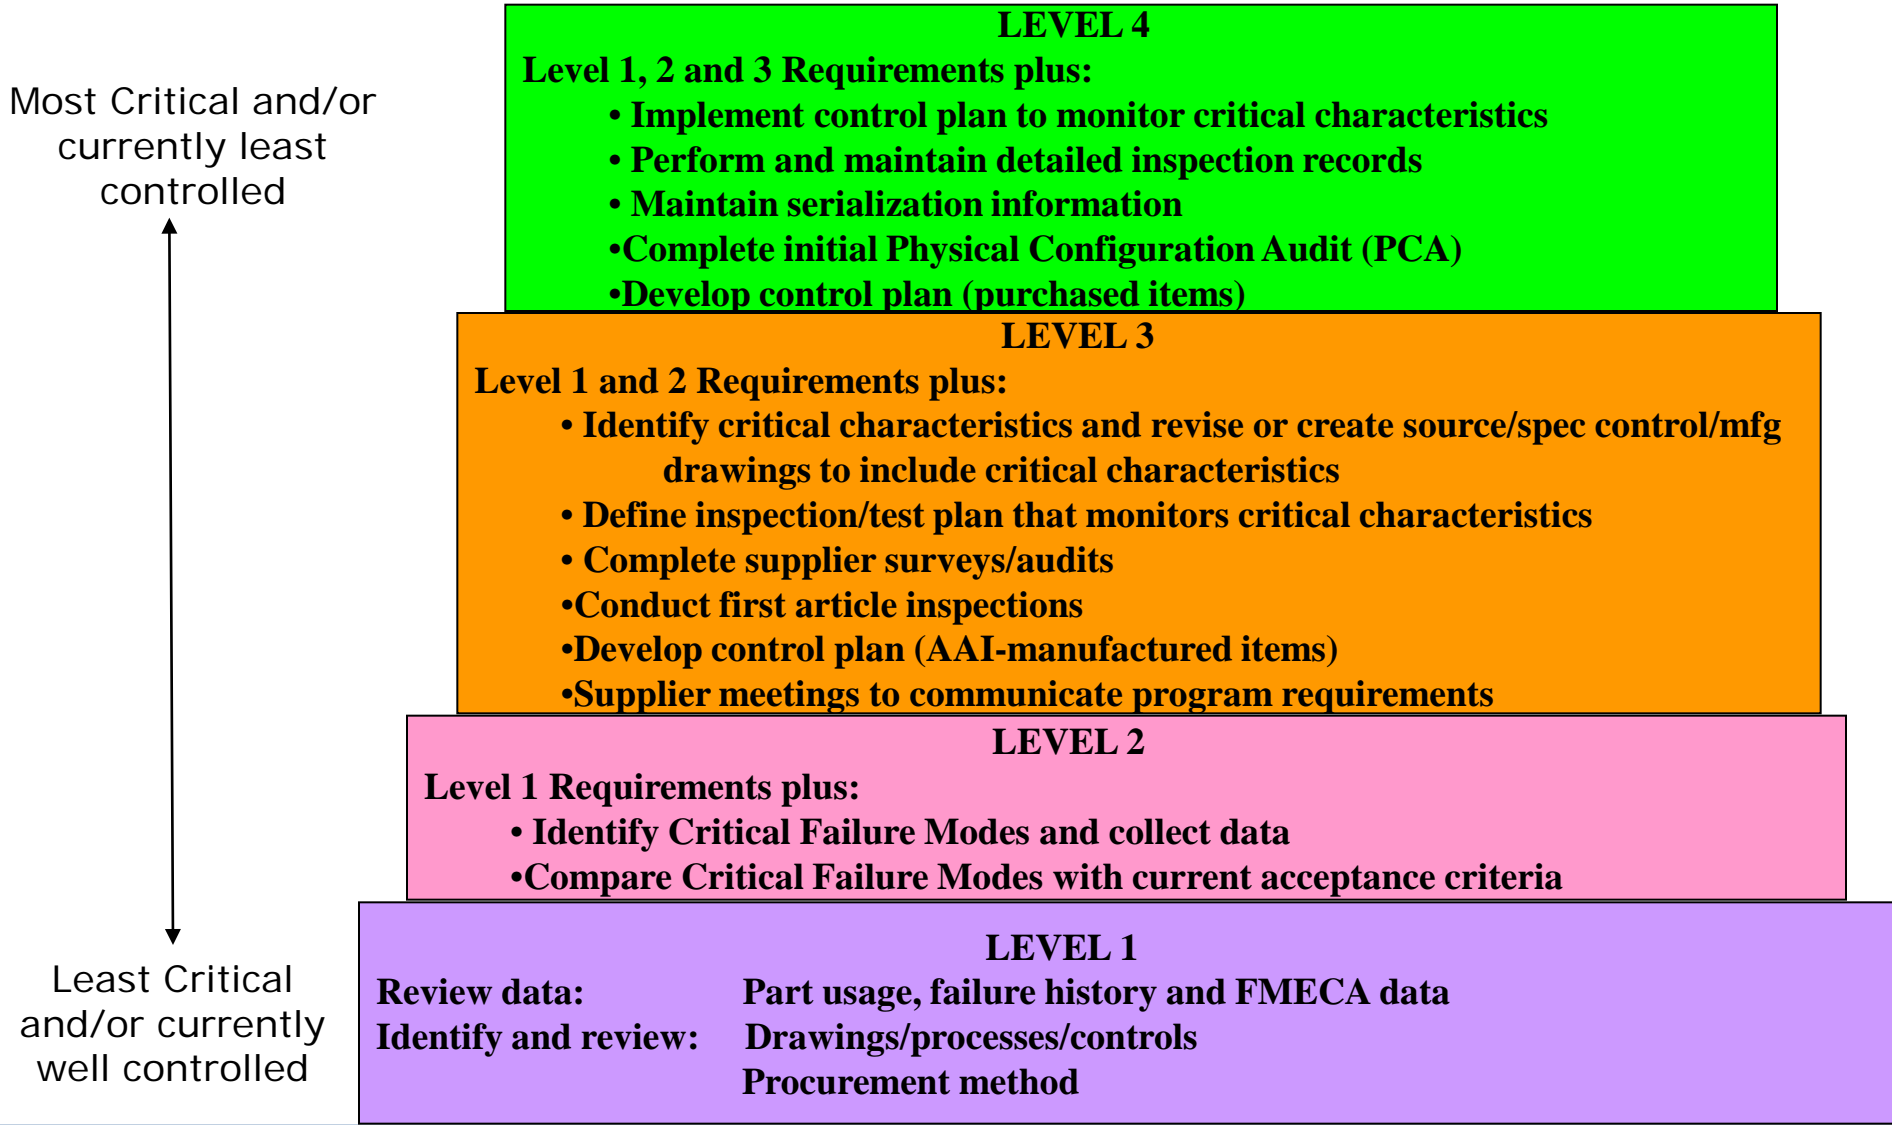 Most Critical and/or
currently least
controlled
Least Critical
and/or currently
well controlled
LEVEL 4
Level 1, 2 and 3 Requirements plus:
• Implement control plan to monitor critical characteristics
• Perform and maintain detailed inspection records
• Maintain serialization information
•Complete initial Physical Configuration Audit (PCA)
•Develop control plan (purchased items)
LEVEL 3
Level 1 and 2 Requirements plus:
• Identify critical characteristics and revise or create source/spec control/mfg
drawings to include critical characteristics
• Define inspection/test plan that monitors critical characteristics
• Complete supplier surveys/audits
•Conduct first article inspections
•Develop control plan (AAI-manufactured items)
•Supplier meetings to communicate program requirements
LEVEL 2
Level 1 Requirements plus:
• Identify Critical Failure Modes and collect data
•Compare Critical Failure Modes with current acceptance criteria
LEVEL 1
Review data: Part usage, failure history and FMECA data
Identify and review: Drawings/processes/controls
Procurement method